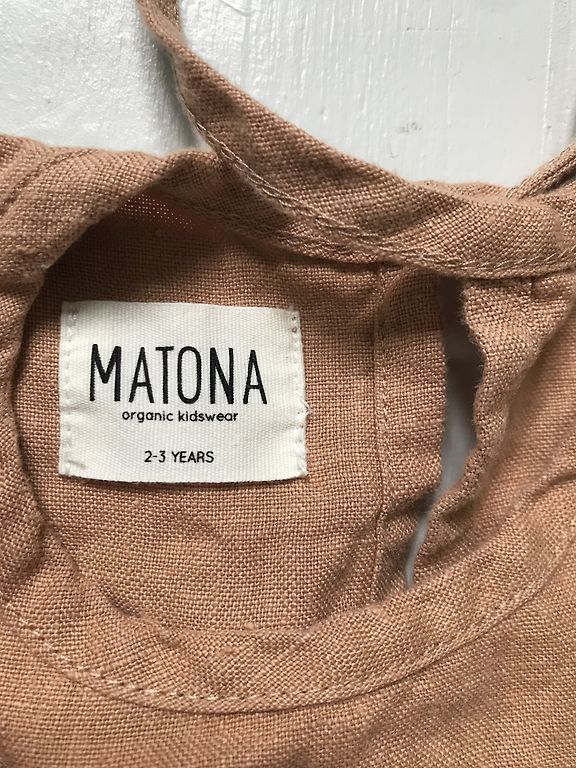 MATONA
organic kidswear
2-3 YEARS